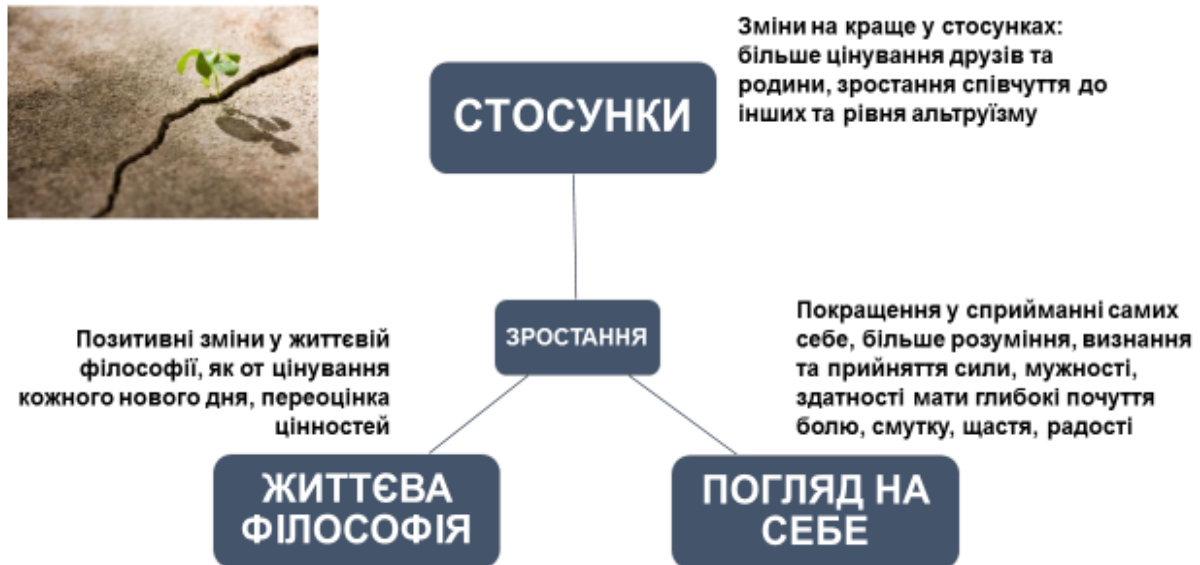 СТОСУНКИ
Зміни на краще у стосунках:
більше цінування друзів та
родини, зростання співчуття до
інших та рівня альтруїзму
ЗРОСТАННЯ
Позитивні зміни у життєвій
філософії, як от цінування
кожного нового дня, переоцінка
цінностей
Покращення у сприйманні самих
себе, більше розуміння, визнання
та прийняття сили, мужності,
здатності мати глибокі почуття
болю, смутку, щастя, радості
ЖИТТЄВА
ФІЛОСОФІЯ
ПОГЛЯД НА
СЕБЕ